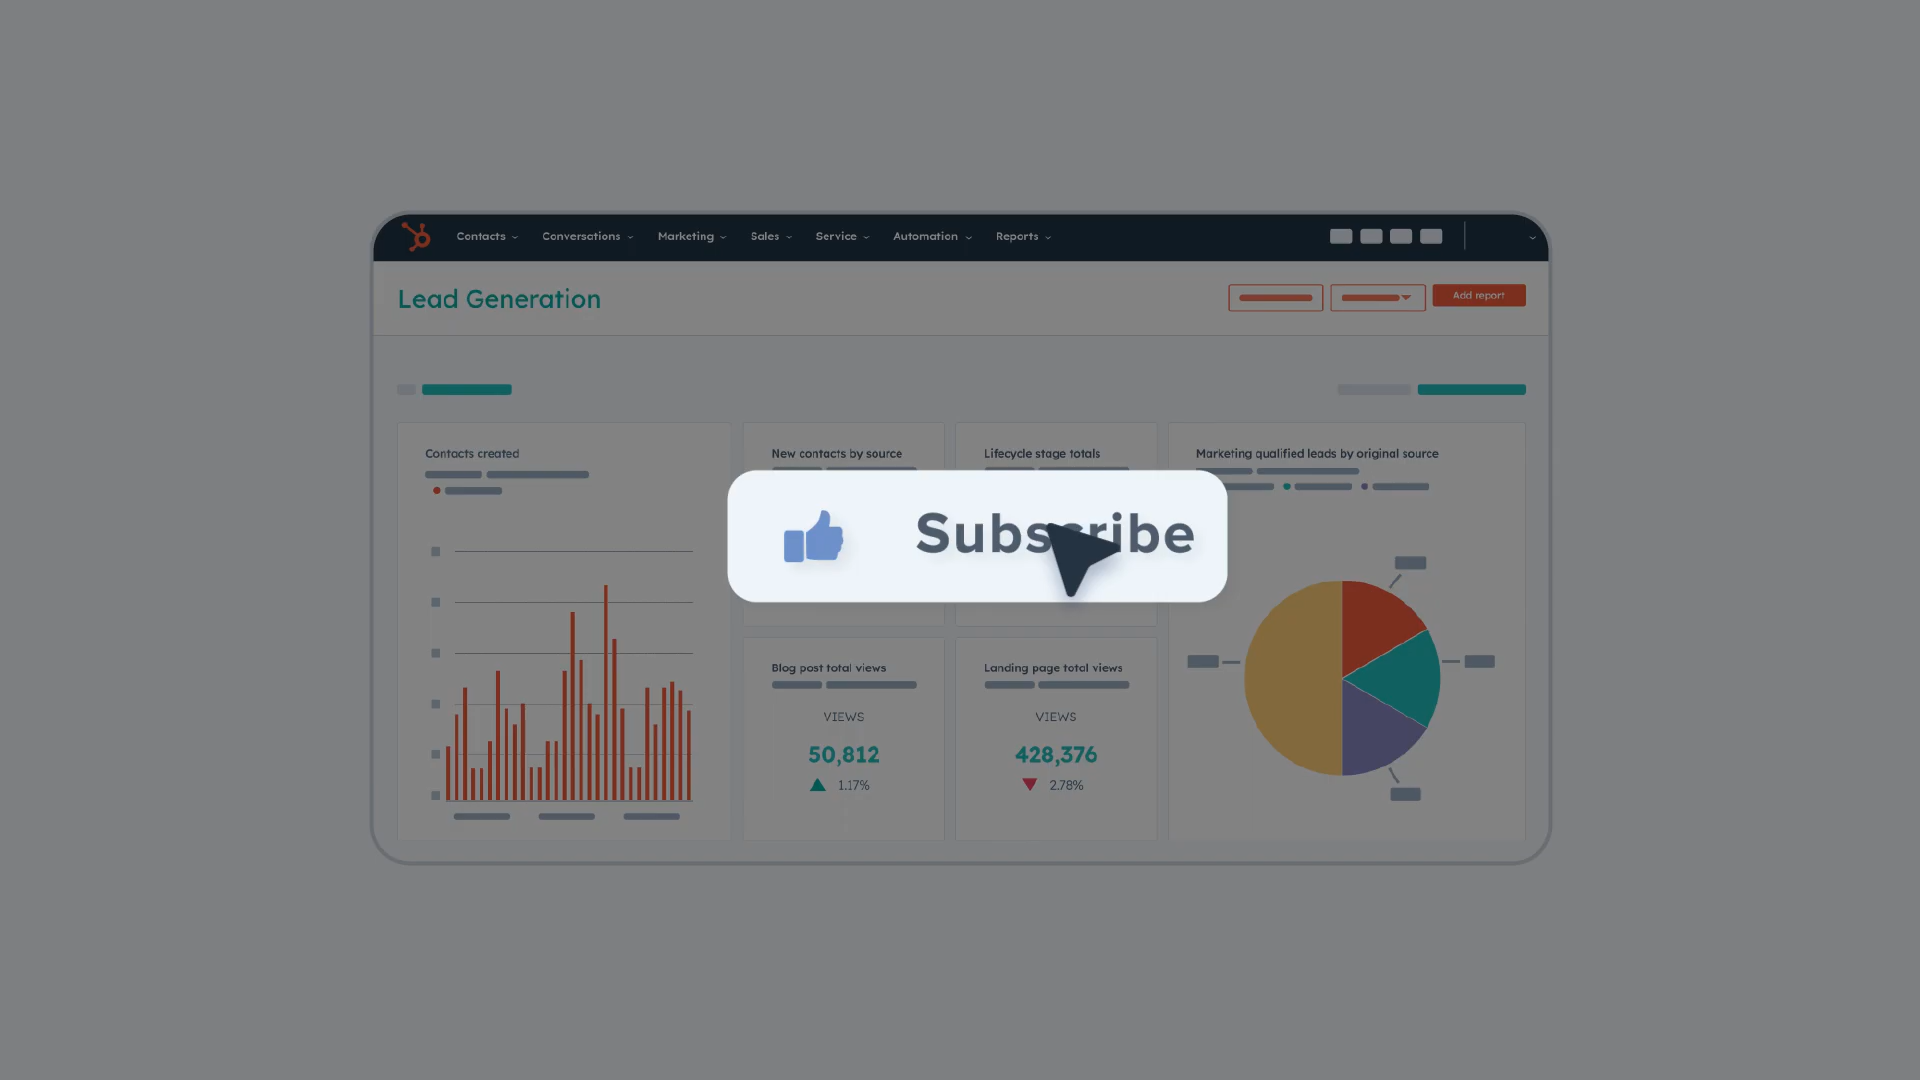 Contacts Conversations Marketing Sales Service Automation Reports
Lead Generation
Add report
Contacts created
New contacts by source
Lifecycle stage totals
Marketing qualified leads by original source
Subscribe
Blog post total views
VIEWS
50,812
1.17%
Landing page total views
VIEWS
428,376
2.78%